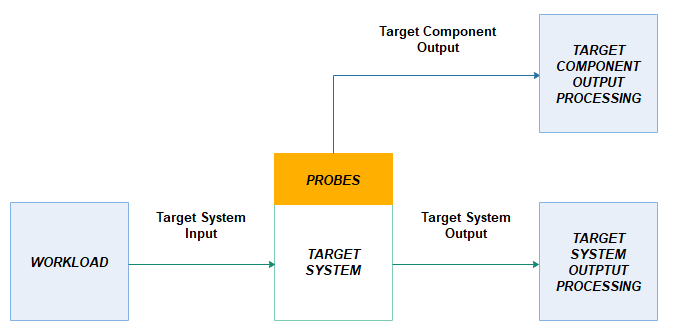 Target Component
Output
TARGET
COMPONENT
OUTPUT
PROCESSING
PROBES
Target System
Input
Target System
Output
WORKLOAD
TARGET
SYSTEM
TARGET
SYSTEM
OUTPTUT
PROCESSING